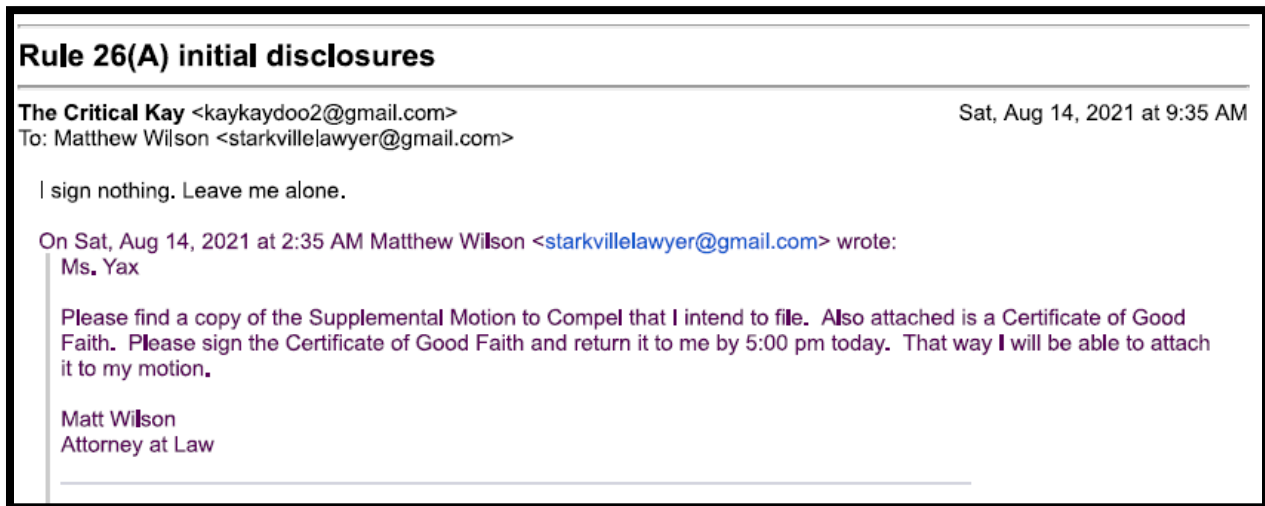 Rule 26(A) initial disclosures
The Critical Kay <kaykaydoo2@gmail.com> Sat, Aug 14, 2021 at 9:35 AM
To: Matthew Wilson <starkvillelawyer@gmail.com>
I sign nothing. Leave me alone.
On Sat, Aug 14, 2021 at 2:35 AM Matthew Wilson <starkvillelawyer@gmail.com> wrote:
Ms. Yax
Please find a copy of the Supplemental Motion to Compel that I intend to file. Also attached is a Certificate of Good
Faith. Please sign the Certificate of Good Faith and return it to me by 5:00 pm today. That way I will be able to attach
it to my motion.
Matt Wilson
Attorney at Law